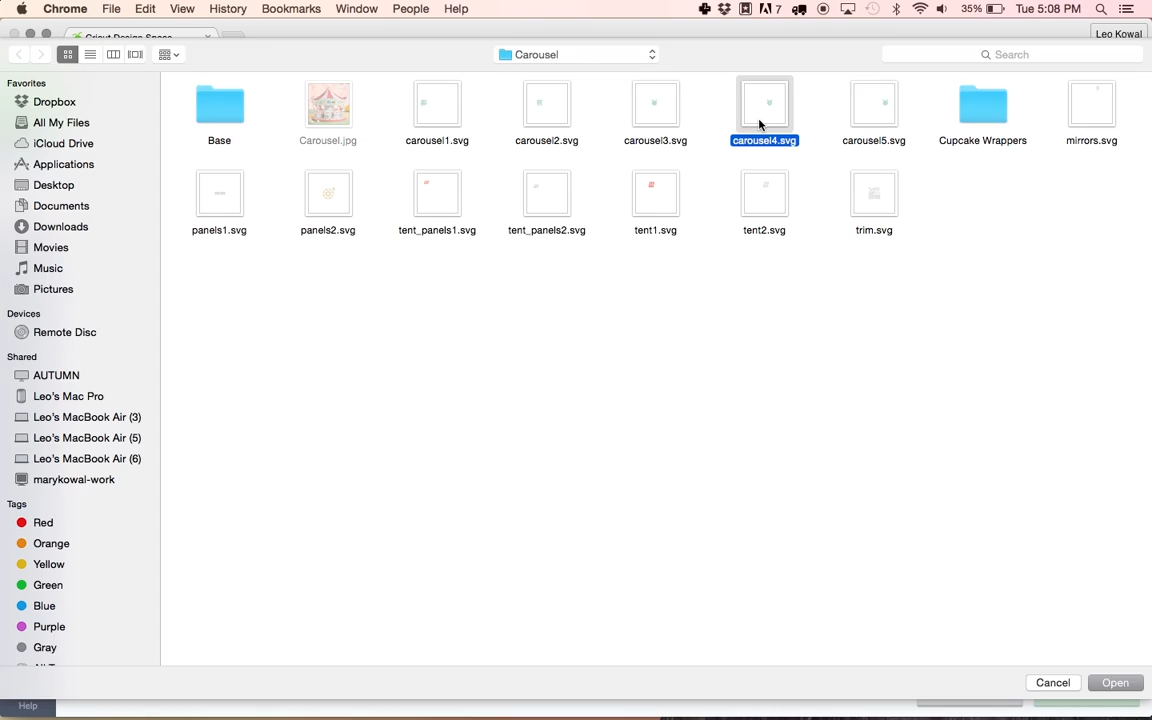 Chrome File Edit View History Bookmarks Window People Help 7 35% Tue 5:08 PM
Cricut Design Space Leo Kowal
Carousel Search
Favorites
Dropbox
All My Files
iCloud Drive
Applications
Desktop
Documents
Downloads
Movies
Music
Pictures
Devices
Remote Disc
Shared
AUTUMN
Leo's Mac Pro
Leo's MacBook Air (3)
Leo's MacBook Air (5)
Leo's MacBook Air (6)
marykowal-work
Tags
Red
Orange
Yellow
Green
Blue
Purple
Gray
Base Carousel.jpg carousel1.svg carousel2.svg carousel3.svg carousel4.svg carousel5.svg Cupcake Wrappers mirrors.svg
panels1.svg panels2.svg tent_panels1.svg tent_panels2.svg tent1.svg tent2.svg trim.svg
Cancel Open
Help